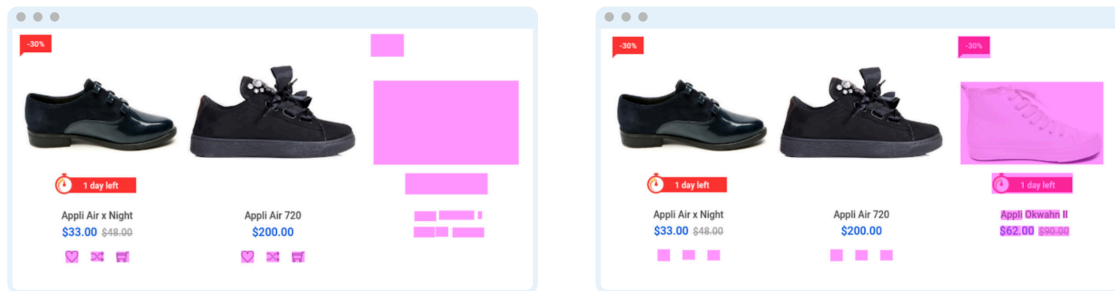 -30%
1 day left
Appli Air x Night
$33.00 $48.00
Appli Air 720
$200.00
-30%
1 day left
Appli Air x Night
$33.00 $48.00
Appli Air 720
$200.00
-30%
1 day left
Appli Okwahn II
$62.00 $90.00